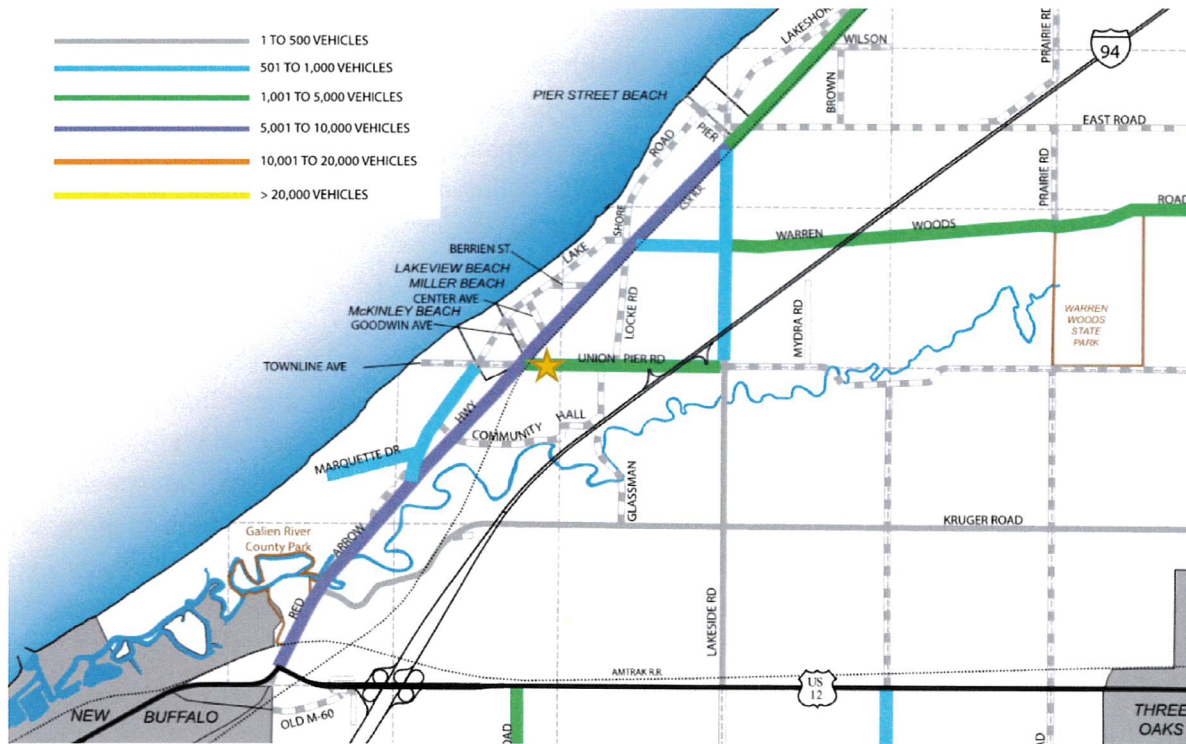 1 TO 500 VEHICLES
501 TO 1,000 VEHICLES
1,001 TO 5,000 VEHICLES
5,001 TO 10,000 VEHICLES
10,001 TO 20,000 VEHICLES
> 20,000 VEHICLES
LAKESHORE
WILSON
PRAIRIE RD
94
BROWN
PIER STREET BEACH
PIER
ROAD
EAST ROAD
CSX R.R.
PRAIRIE RD
ROAD
WARREN
WOODS
SHORE
LAKE
BERRIEN ST.
LAKEVIEW BEACH
MILLER BEACH
CENTER AVE
McKINLEY BEACH
GOODWIN AVE
LOCKE RD
MYDRA RD
WARREN
WOODS
STATE
PARK
TOWNLINE AVE
UNION PIER RD
HWY
COMMUNITY HALL
MARQUETTE DR
GLASSMAN
KRUGER ROAD
ARROW
Galien River
County Park
RED
LAKESIDE RD
AMTRAK R.R.
US
12
NEW BUFFALO
OLD M-60
OAD
AD
THREE
OAKS